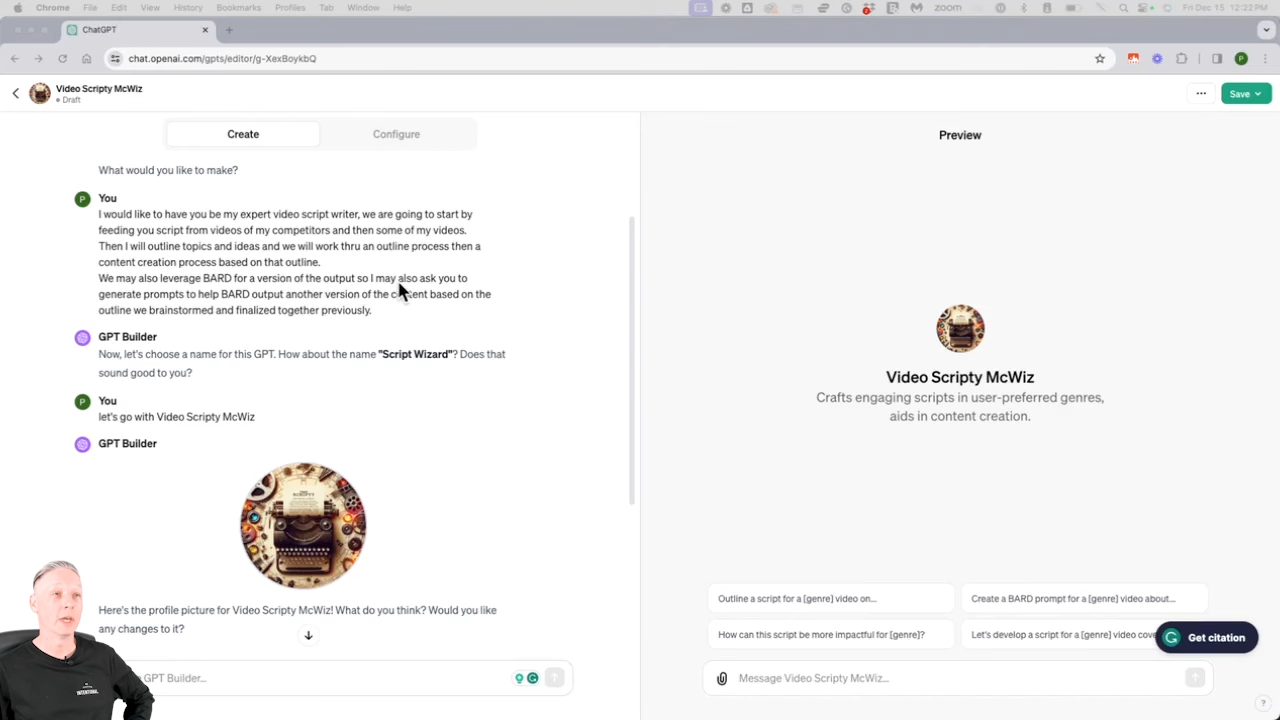 Chrome File Edit View History Bookmarks Profiles Tab Window Help
zoom
Fri Dec 15 12:22 PM
ChatGPT
chat.openai.com/gpts/editor/g-XexBoykbQ
P
Video Scripty McWiz
Draft
Save
Create
Configure
What would you like to make?
P
You
I would like to have you be my expert video script writer, we are going to start by
feeding you script from videos of my competitors and then some of my videos.
Then I will outline topics and ideas and we will work thru an outline process then a
content creation process based on that outline.
We may also leverage BARD for a version of the output so I may also ask you to
generate prompts to help BARD output another version of the content based on the
outline we brainstormed and finalized together previously.
GPT Builder
Now, let's choose a name for this GPT. How about the name "Script Wizard"? Does that
sound good to you?
P
You
let's go with Video Scripty McWiz
GPT Builder
Here's the profile picture for Video Scripty McWiz! What do you think? Would you like
any changes to it?
GPT Builder...
INTENTIONAL
Preview
Video Scripty McWiz
Crafts engaging scripts in user-preferred genres,
aids in content creation.
Outline a script for a [genre] video on...
Create a BARD prompt for a [genre] video about...
How can this script be more impactful for [genre]?
Let's develop a script for a [genre] video cove
Get citation
Message Video Scripty McWiz...
?